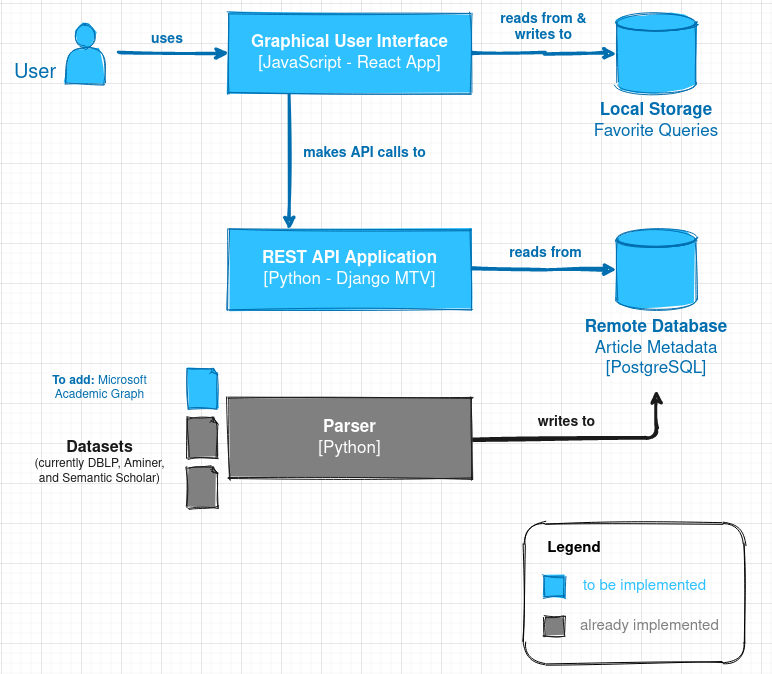 User
uses
Graphical User Interface
[JavaScript - React App]
reads from &
writes to
Local Storage
Favorite Queries
makes API calls to
REST API Application
[Python - Django MTV]
reads from
Remote Database
Article Metadata
[PostgreSQL]
To add: Microsoft
Academic Graph
Datasets
(currently DBLP, Aminer,
and Semantic Scholar)
Parser
[Python]
writes to
Legend
to be implemented
already implemented